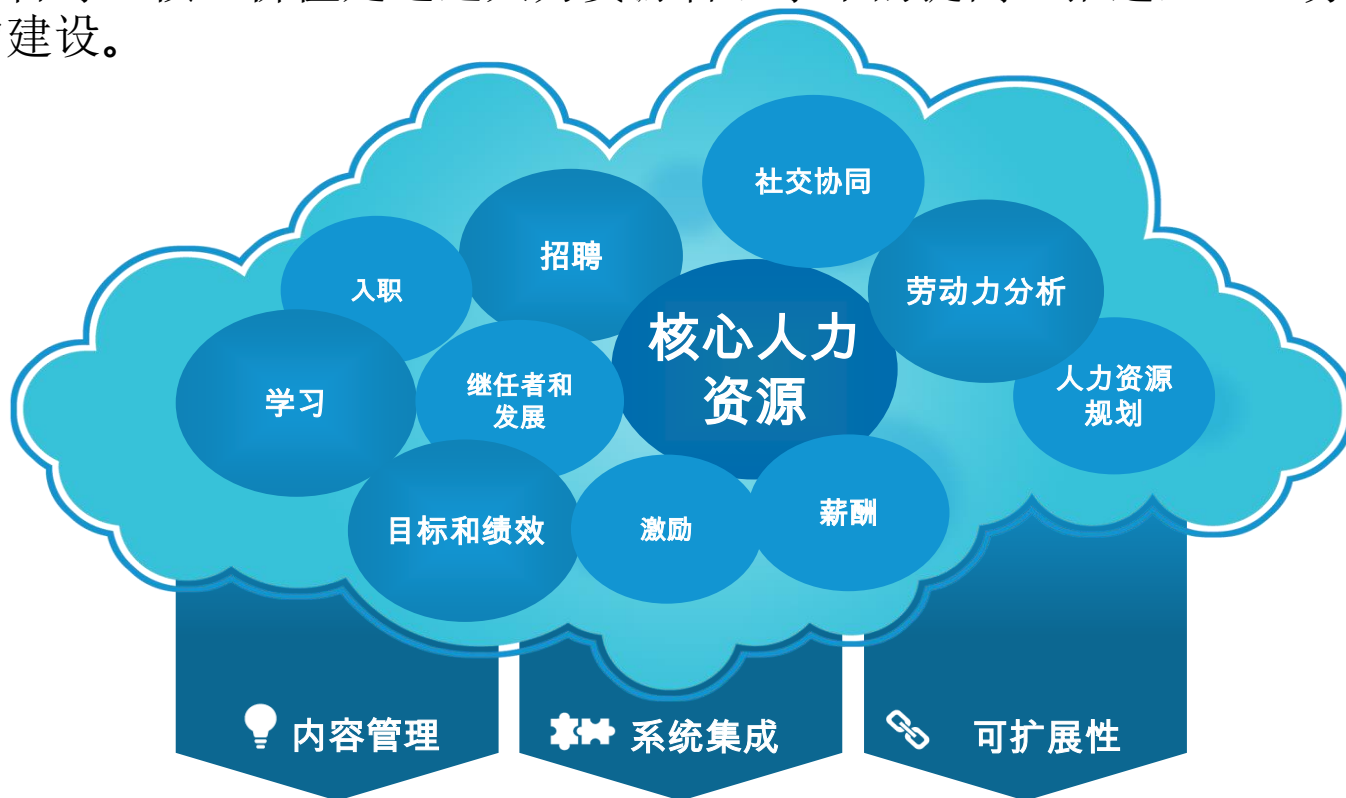 建设。
社交协同
招聘
入职
劳动力分析
核心人力
资源
人力资源
规划
学习
继任者和
发展
目标和绩效
激励
薪酬
内容管理
系统集成
可扩展性